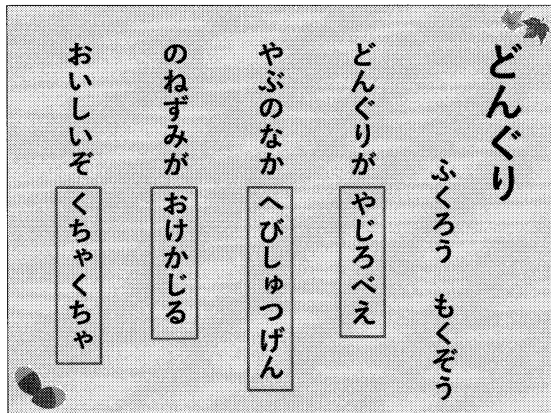 どんぐり
ふくろう もくぞう
どんぐりが やじろべえ
やぶのなか へびしゅつげん
のねずみが おけかじる
おいしいぞ くちゃくちゃ